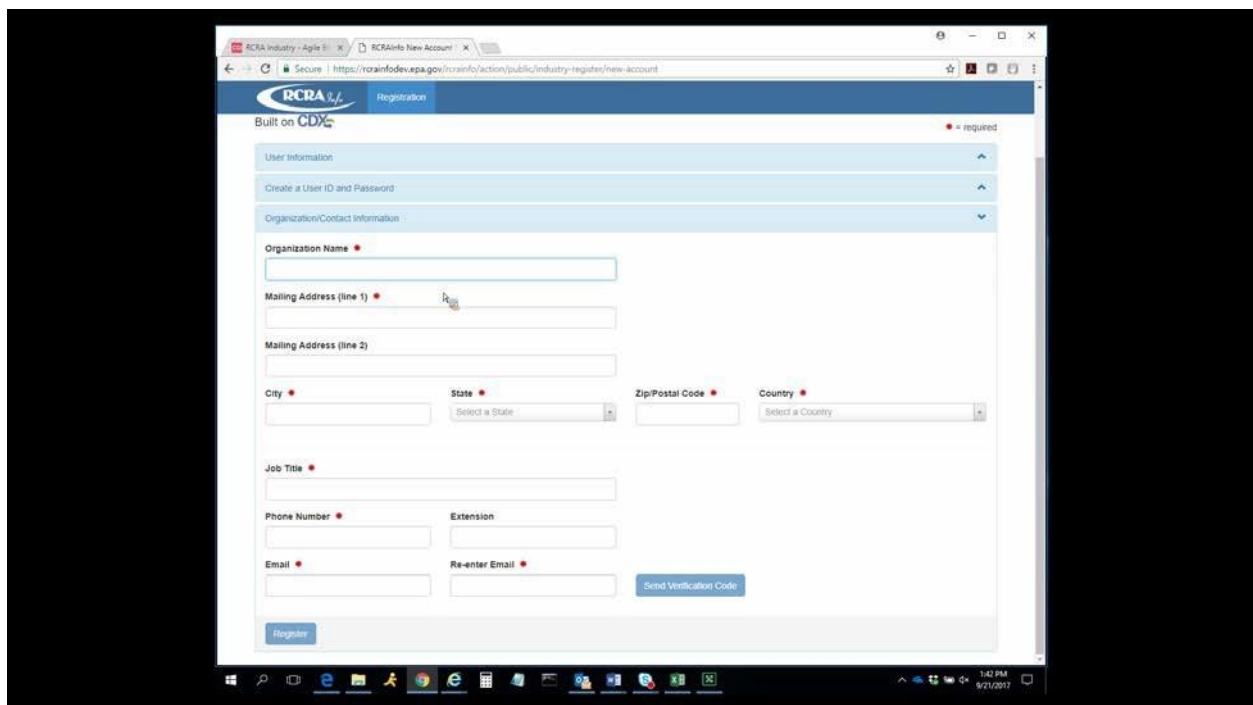 RCRA Industry - Agile B
RCRAInfo New Account
Secure | https://rcrainfodev.epa.gov/rcrainfo/action/public/industry-register/new-account
RCRAInfo Registration
Built on CDX
= required
User Information
Create a User ID and Password
Organization/Contact Information
Organization Name
Mailing Address (line 1)
Mailing Address (line 2)
City State Zip/Postal Code Country
Select a State Select a Country
Job Title
Phone Number Extension
Email Re-enter Email
Send Verification Code
Register
1:42 PM
9/21/2017